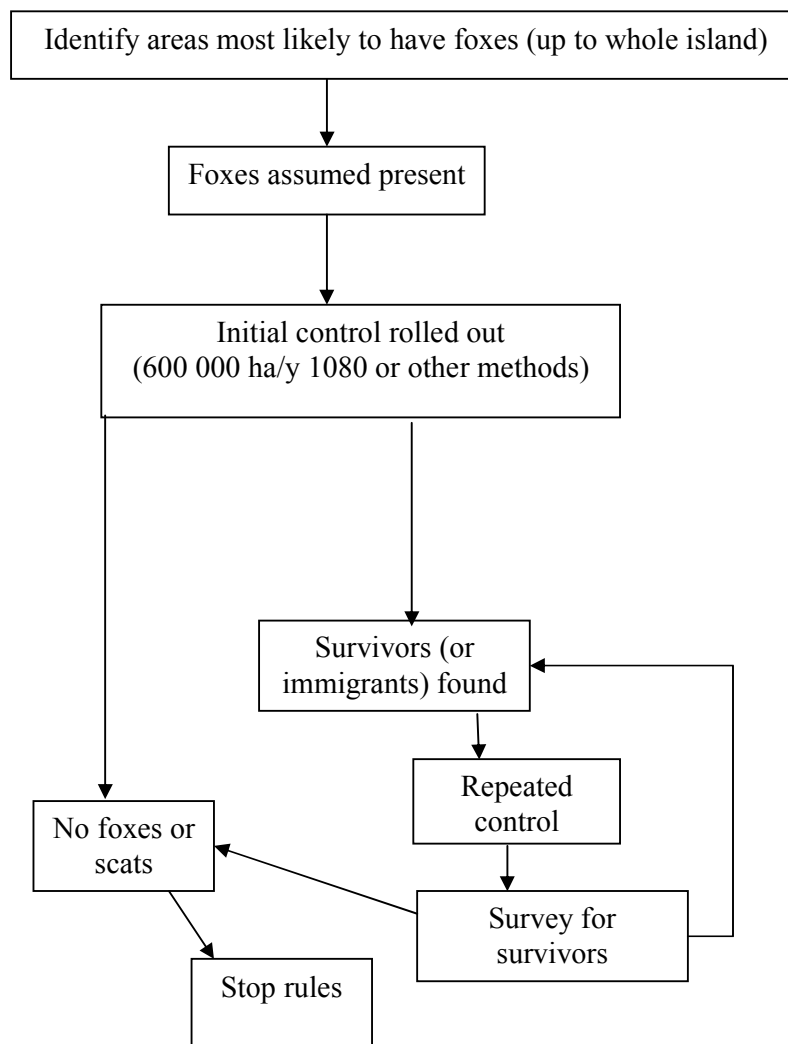 Identify areas most likely to have foxes (up to whole island)
Foxes assumed present
Initial control rolled out
(600 000 ha/y 1080 or other methods)
Survivors (or
immigrants) found
Repeated
control
No foxes or
scats
Survey for
survivors
Stop rules